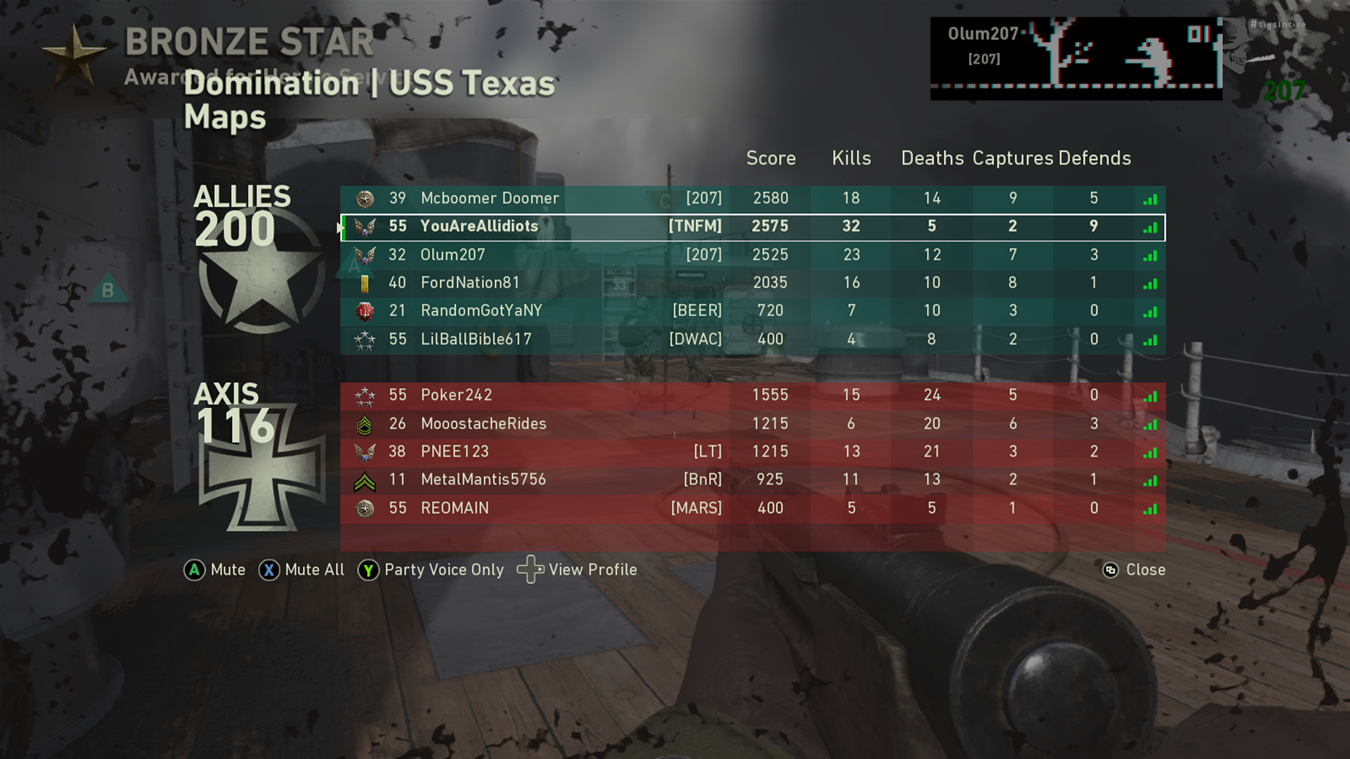 BRONZE STAR
Awarded for
Domination | USS Texas
Maps
Olum207
[207]
01
207
Score Kills Deaths Captures Defends
ALLIES
200
39 Mcboomer Doomer [207] 2580 18 14 9 5
55 YouAreAllidiots [TNFM] 2575 32 5 2 9
32 Olum207 [207] 2525 23 12 7 3
40 FordNation81 2035 16 10 8 1
21 RandomGotYaNY [BEER] 720 7 10 3 0
55 LilBallBible617 [DWAC] 400 4 8 2 0
B
A
C
33
AXIS
116
55 Poker242 1555 15 24 5 0
26 MooostacheRides 1215 6 20 6 3
38 PNEE123 [LT] 1215 13 21 3 2
11 MetalMantis5756 [BnR] 925 11 13 2 1
55 REOMAIN [MARS] 400 5 5 1 0
A Mute X Mute All Y Party Voice Only View Profile Close